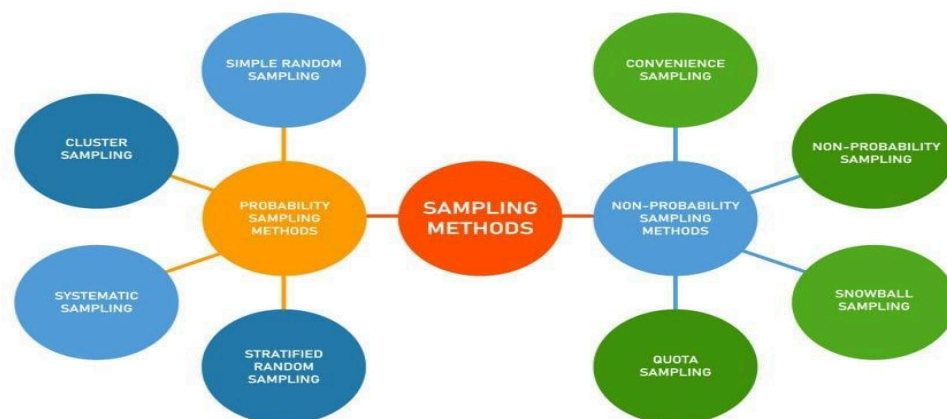 SIMPLE RANDOM
SAMPLING
CLUSTER
SAMPLING
PROBABILITY
SAMPLING
METHODS
SYSTEMATIC
SAMPLING
STRATIFIED
RANDOM
SAMPLING
SAMPLING
METHODS
CONVENIENCE
SAMPLING
NON-PROBABILITY
SAMPLING
NON-PROBABILITY
SAMPLING
METHODS
SNOWBALL
SAMPLING
QUOTA
SAMPLING